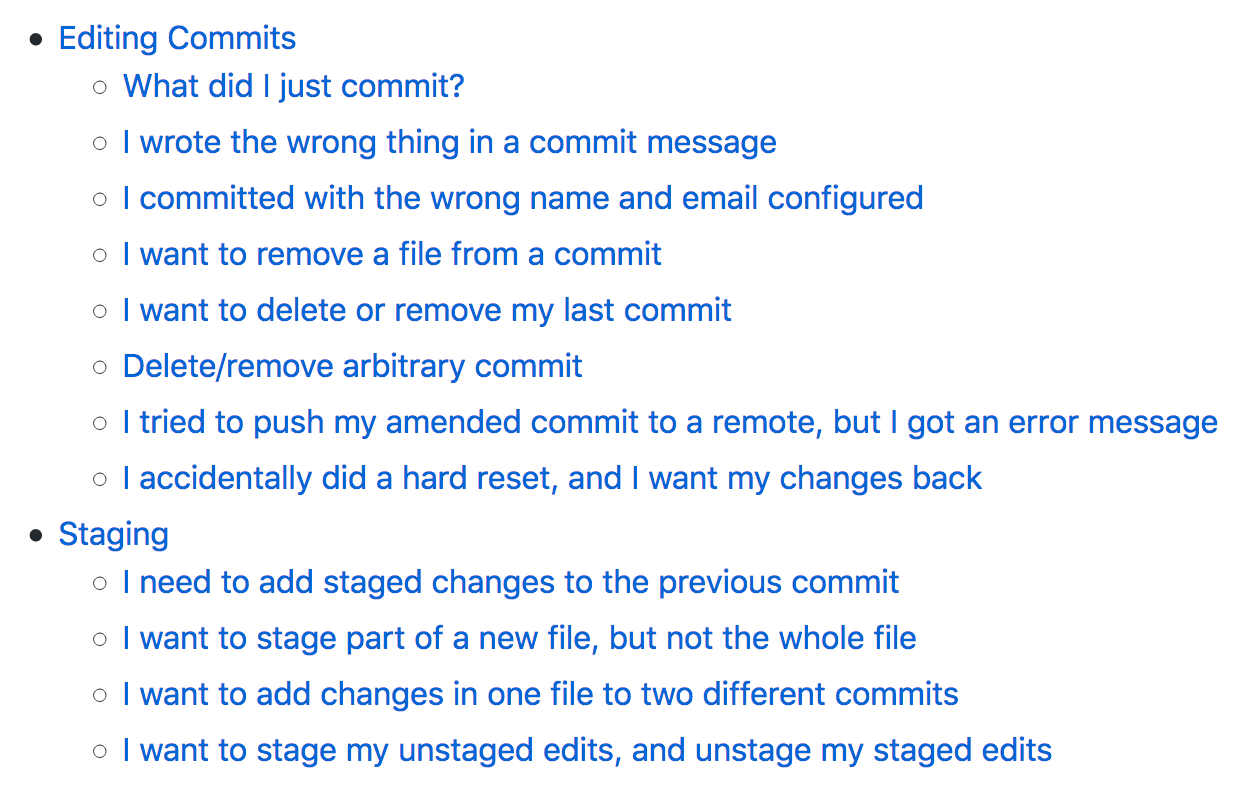 Editing Commits
What did I just commit?
I wrote the wrong thing in a commit message
I committed with the wrong name and email configured
I want to remove a file from a commit
I want to delete or remove my last commit
Delete/remove arbitrary commit
I tried to push my amended commit to a remote, but I got an error message
I accidentally did a hard reset, and I want my changes back
Staging
I need to add staged changes to the previous commit
I want to stage part of a new file, but not the whole file
I want to add changes in one file to two different commits
I want to stage my unstaged edits, and unstage my staged edits